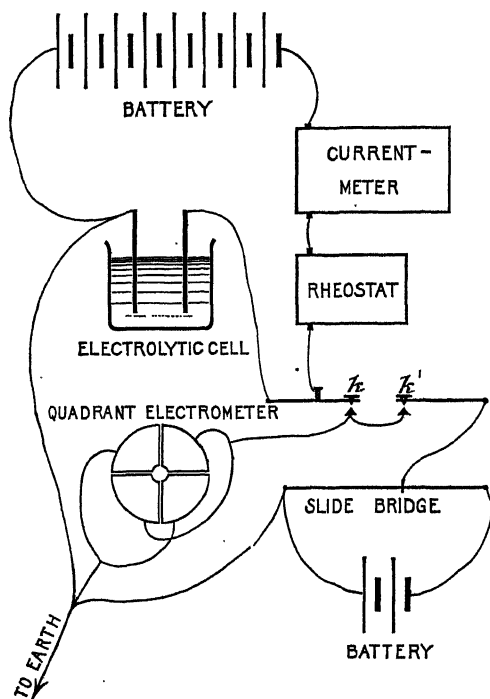 BATTERY
CURRENT-
METER
RHEOSTAT
ELECTROLYTIC CELL
k k'
QUADRANT ELECTROMETER
SLIDE BRIDGE
BATTERY
TO EARTH